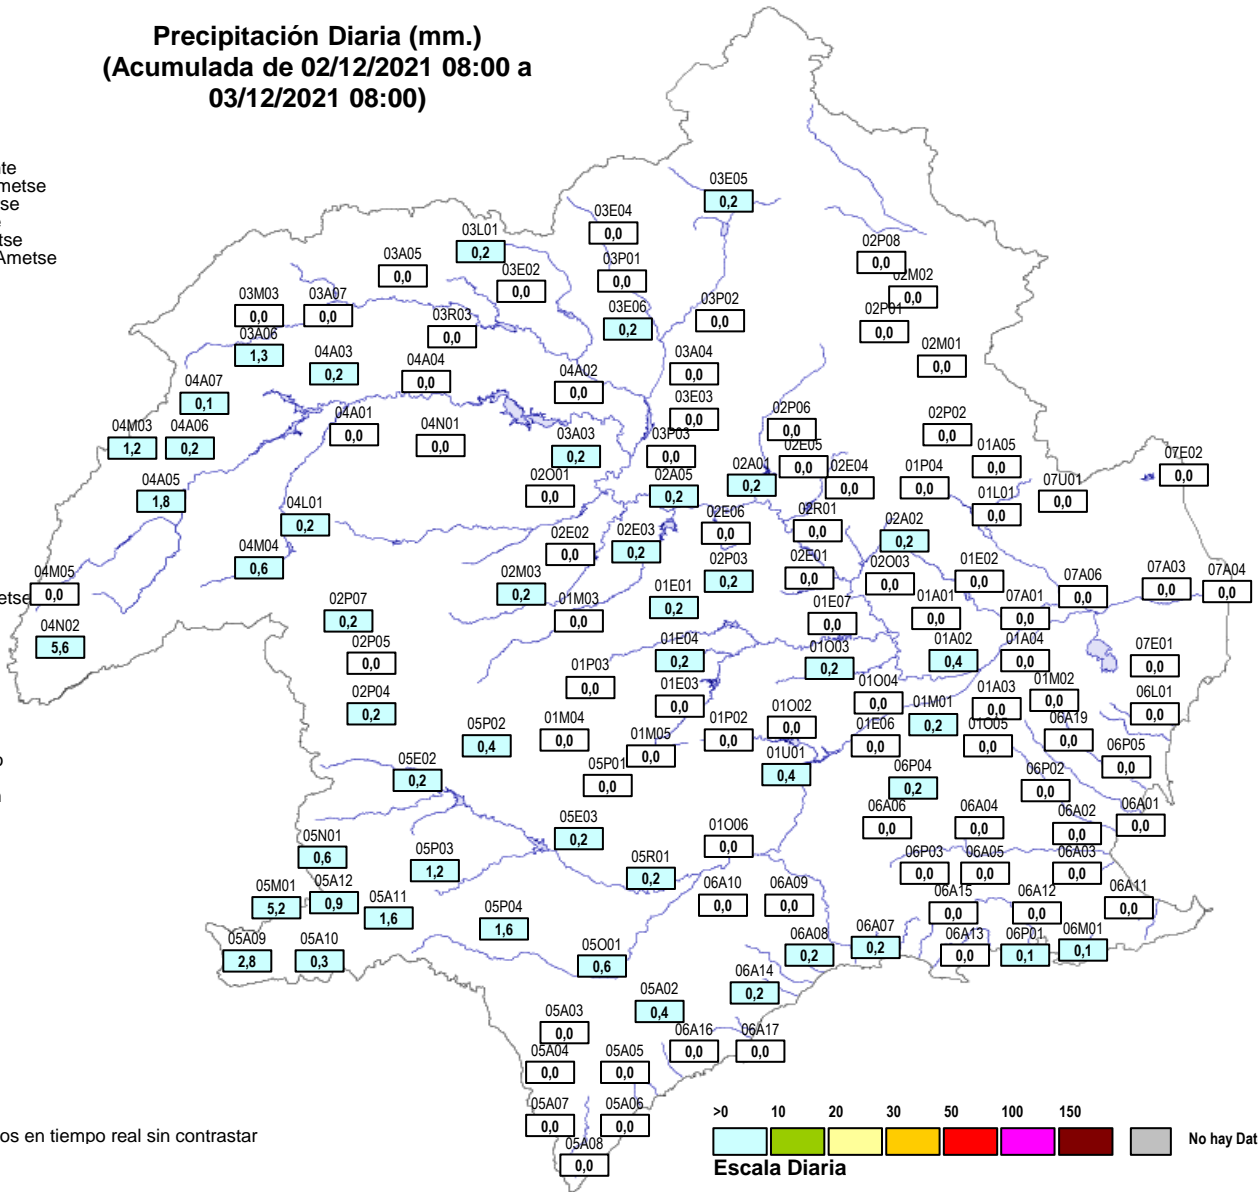 Precipitación Diaria (mm.)
(Acumulada de 02/12/2021 08:00 a
03/12/2021 08:00)
nte
metse
tse
e
etse
Ametse
03E05
0,2
03E04
0,0
03L01
0,2
02P08
0,0
03A05
0,0
03P01
0,0
03E02
0,0
02M02
0,0
03M03
0,0
03A07
0,0
03P02
0,0
03E06
0,2
02P01
0,0
03R03
0,0
03A06
1,3
04A03
0,2
04A04
0,0
03A04
0,0
02M01
0,0
04A02
0,0
04A07
0,1
03E03
0,0
04A01
0,0
02P06
0,0
02P02
0,0
04M03
1,2
04A06
0,2
04N01
0,0
03A03
0,2
03P03
0,0
02E05
0,0
01A05
0,0
07E02
0,0
02O01
0,0
02A05
0,2
02A01
0,2
02E04
0,0
01P04
0,0
07U01
0,0
04A05
1,8
01L01
0,0
04L01
0,2
02E06
0,0
02R01
0,0
02A02
0,2
02E02
0,0
02E03
0,2
04M04
0,6
02P03
0,2
02E01
0,0
02O03
0,0
01E02
0,0
04M05
0,0
etse
02M03
0,2
07A06
0,0
07A03
0,0
07A04
0,0
01M03
0,0
01E01
0,2
02P07
0,2
01E07
0,0
01A01
0,0
07A01
0,0
04N02
5,6
02P05
0,0
01E04
0,2
01O03
0,2
01A02
0,4
01A04
0,0
07E01
0,0
01P03
0,0
01E03
0,0
01O04
0,0
01A03
0,0
01M02
0,0
06L01
0,0
02P04
0,2
05P02
0,4
01M04
0,0
01M05
0,0
01P02
0,0
01O02
0,0
01E06
0,0
01M01
0,2
01O05
0,0
06A19
0,0
06P05
0,0
05E02
0,2
05P01
0,0
01U01
0,4
06P04
0,2
06P02
0,0
05E03
0,2
01O06
0,0
06A06
0,0
06A04
0,0
06A02
0,0
06A01
0,0
05N01
0,6
05P03
1,2
05R01
0,2
06P03
0,0
06A05
0,0
06A03
0,0
05M01
5,2
05A12
0,9
05A11
1,6
06A10
0,0
06A09
0,0
06A15
0,0
06A12
0,0
06A11
0,0
05P04
1,6
05A09
2,8
05A10
0,3
05O01
0,6
06A08
0,2
06A07
0,2
06A13
0,0
06P01
0,1
06M01
0,1
06A14
0,2
05A02
0,4
05A03
0,0
06A16
0,0
06A17
0,0
05A04
0,0
05A05
0,0
05A07
0,0
05A06
0,0
05A08
0,0
os en tiempo real sin contrastar
>0 10 20 30 50 100 150
No hay Dat
Escala Diaria